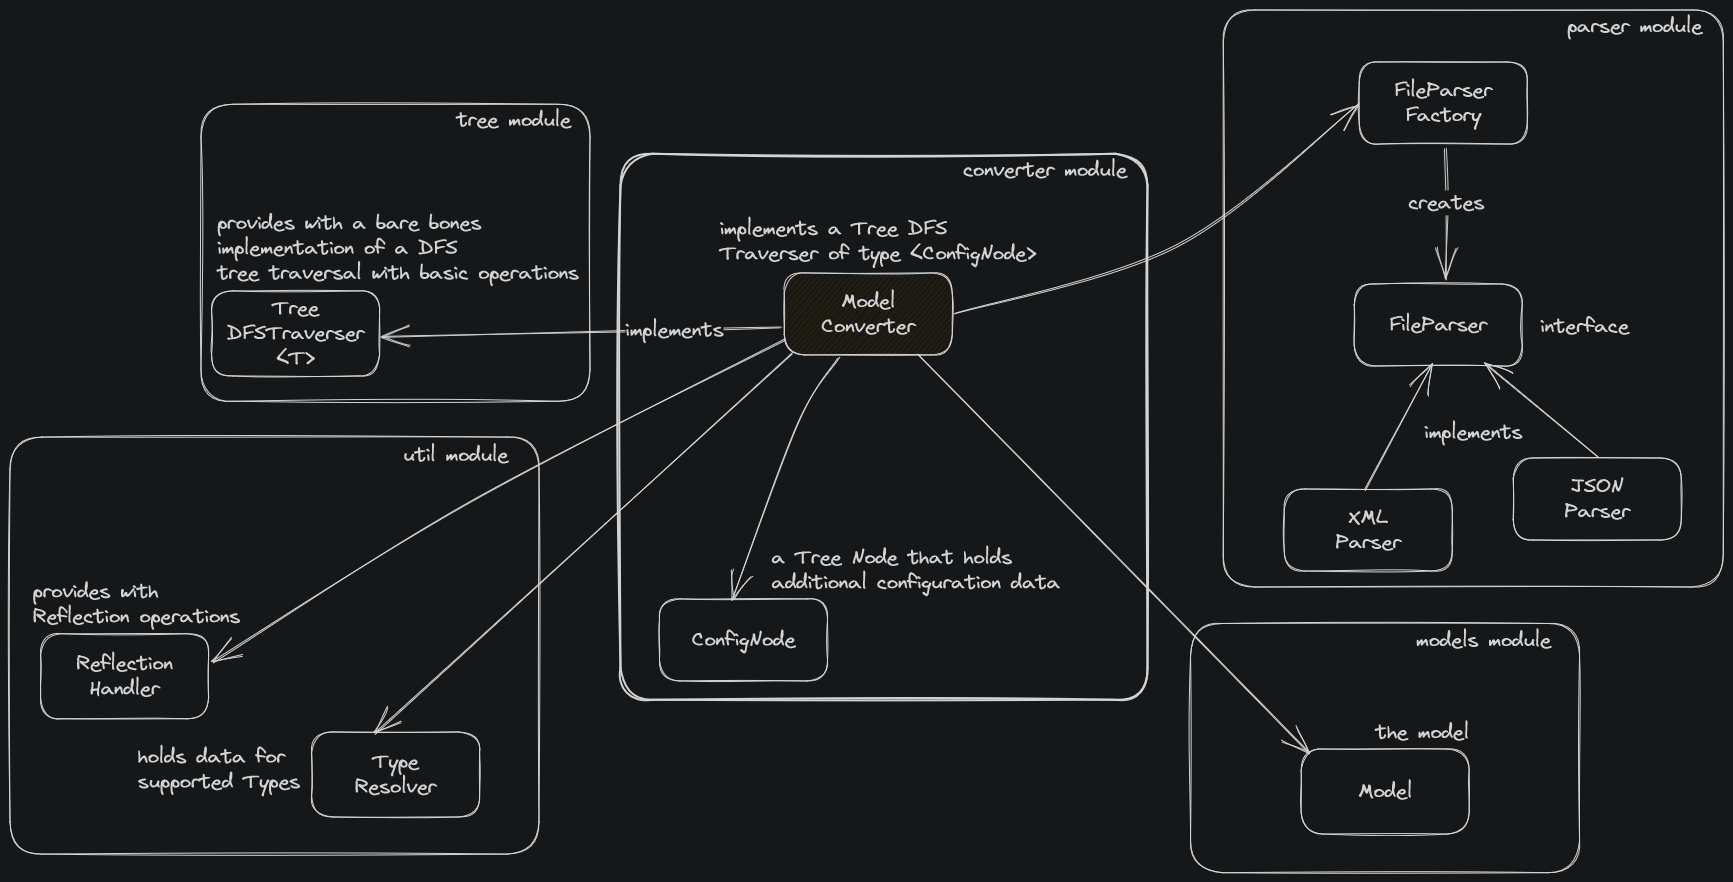 parser module
FileParser
Factory
creates
FileParser
interface
implements
XML
Parser
JSON
Parser
tree module
provides with a bare bones
implementation of a DFS
tree traversal with basic operations
Tree
DFSTraverser
<T>
implements
converter module
implements a Tree DFS
Traverser of type <ConfigNode>
Model
Converter
a Tree Node that holds
additional configuration data
ConfigNode
util module
provides with
Reflection operations
Reflection
Handler
holds data for
supported Types
Type
Resolver
models module
the model
Model